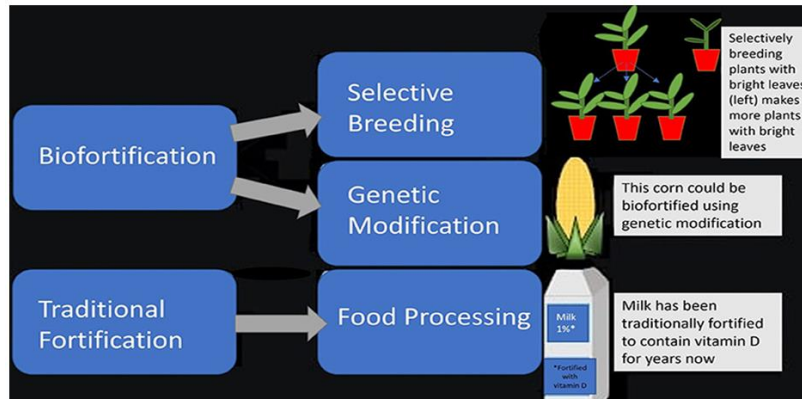 Biofortification
Selective
Breeding
Selectively
breeding
plants with
bright leaves
(left) makes
more plants
with bright
leaves
Genetic
Modification
This corn could be
biofortified using
genetic modification
Traditional
Fortification
Food Processing
Milk
1%*
*Fortified
with
vitamin D
Milk has been
traditionally fortified
to contain vitamin D
for years now